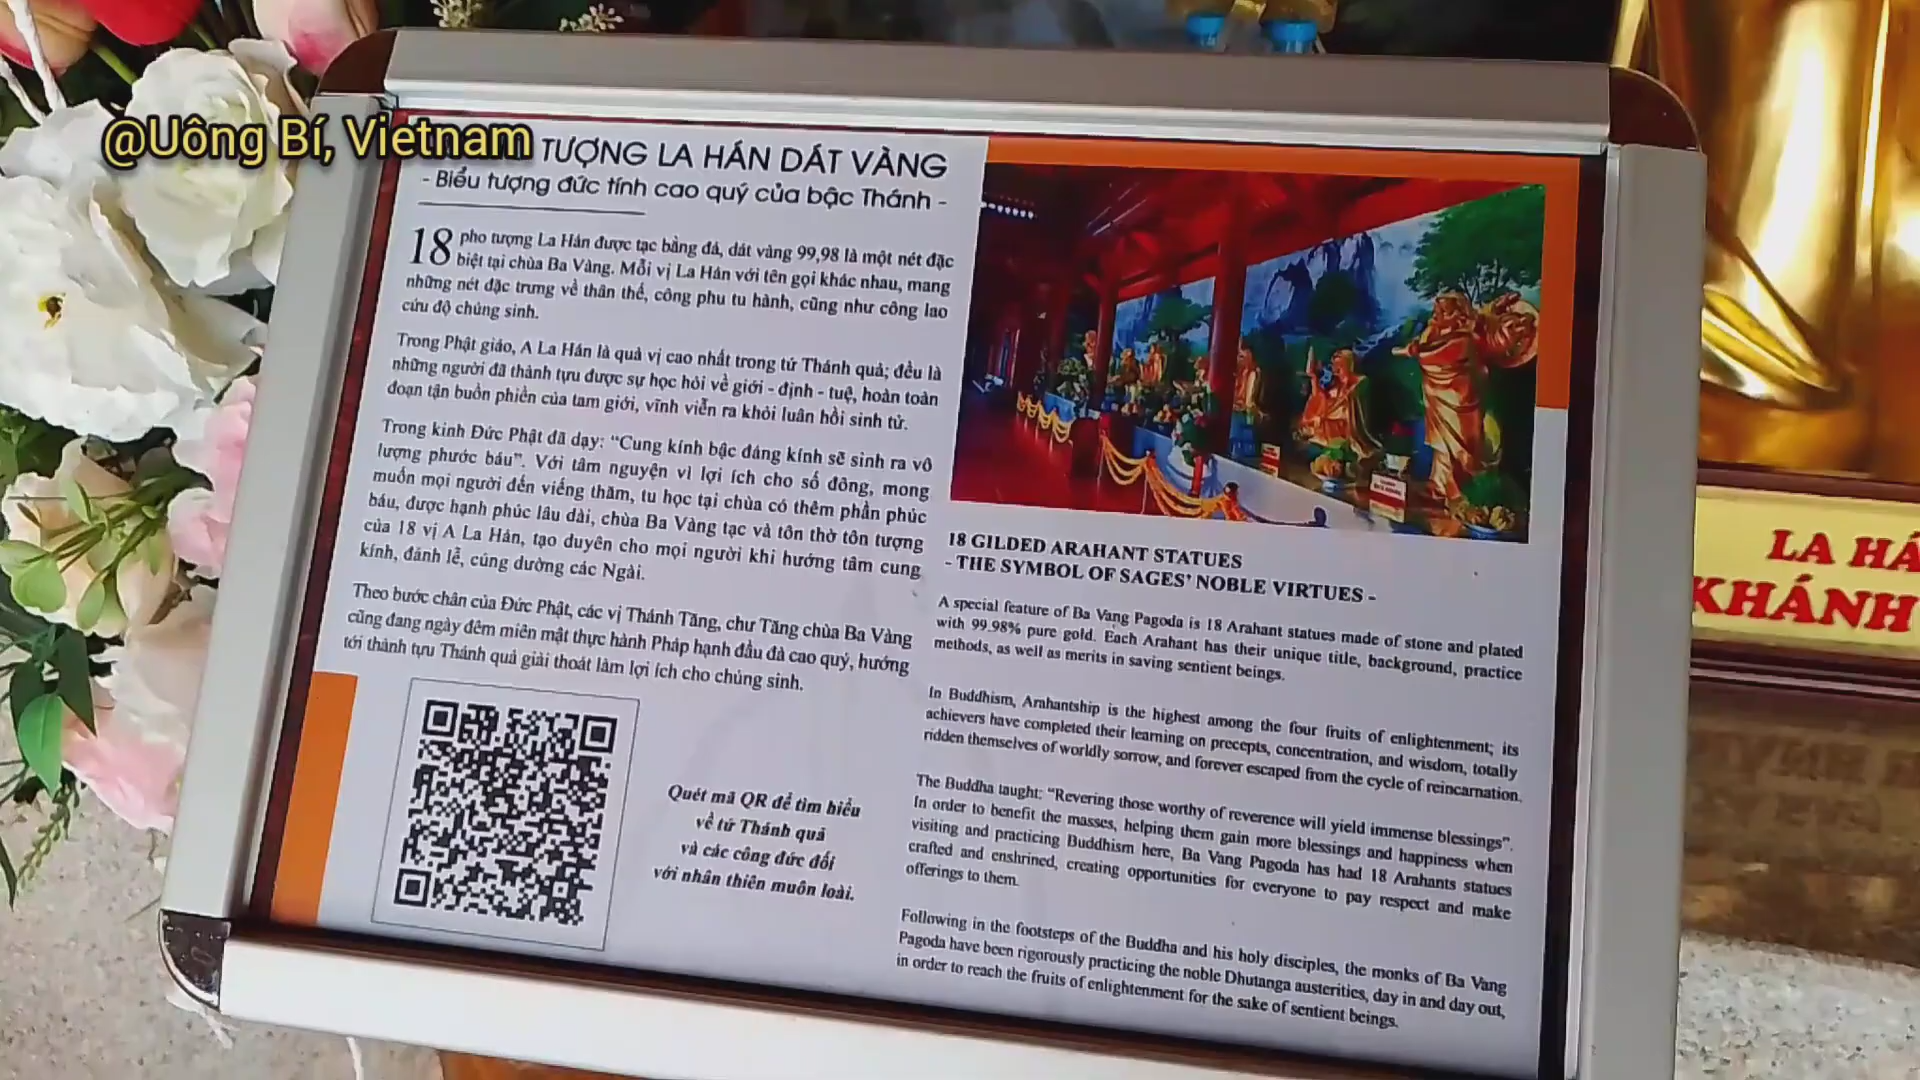 @Uông Bí, Vietnam
TƯỢNG LA HÁN DÁT VÀNG
- Biểu tượng đức tính cao quý của bậc Thánh -
18 pho tượng La Hán được tạc bằng đá, dát vàng 99,98 là một nét đặc
biệt tại chùa Ba Vàng. Mỗi vị La Hán với tên gọi khác nhau, mang
những nét đặc trưng về thân thế, công phu tu hành, cũng như công lao
cứu độ chúng sinh.
Trong Phật giáo, A La Hán là quả vị cao nhất trong tứ Thánh quả; đều là
những người đã thành tựu được sự học hỏi về giới - định - tuệ, hoàn toàn
đoạn tận buồn phiền của tam giới, vĩnh viễn ra khỏi luân hồi sinh tử.
Trong kinh Đức Phật đã dạy: “Cung kính bậc đáng kính sẽ sinh ra vô
lượng phước báu”. Với tâm nguyện vì lợi ích cho số đông, mong
muốn mọi người đến viếng thăm, tu học tại chùa có thêm phần phúc
báu, được hạnh phúc lâu dài, chùa Ba Vàng tạc và tôn thờ tôn tượng
của 18 vị A La Hán, tạo duyên cho mọi người khi hướng tâm cung
kính, đảnh lễ, cúng dường các Ngài.
Theo bước chân của Đức Phật, các vị Thánh Tăng, chư Tăng chùa Ba Vàng
cũng đang ngày đêm miên mật thực hành Pháp hạnh đầu đà cao quý, hướng
tới thành tựu Thánh quả giải thoát làm lợi ích cho chúng sinh.
Quét mã QR để tìm hiểu
về tứ Thánh quả
và các công đức đối
với nhân thiên muôn loài.
18 GILDED ARAHANT STATUES
- THE SYMBOL OF SAGES’ NOBLE VIRTUES -
A special feature of Ba Vang Pagoda is 18 Arahant statues made of stone and plated
with 99.98% pure gold. Each Arahant has their unique title, background, practice
methods, as well as merits in saving sentient beings.
In Buddhism, Arahantship is the highest among the four fruits of enlightenment; its
achievers have completed their learning on precepts, concentration, and wisdom, totally
ridden themselves of worldly sorrow, and forever escaped from the cycle of reincarnation.
The Buddha taught: “Revering those worthy of reverence will yield immense blessings”.
In order to benefit the masses, helping them gain more blessings and happiness when
visiting and practicing Buddhism here, Ba Vang Pagoda has had 18 Arahants statues
crafted and enshrined, creating opportunities for everyone to pay respect and make
offerings to them.
Following in the footsteps of the Buddha and his holy disciples, the monks of Ba Vang
Pagoda have been rigorously practicing the noble Dhutanga austerities, day in and day out,
in order to reach the fruits of enlightenment for the sake of sentient beings.
LA HÁ
KHÁNH